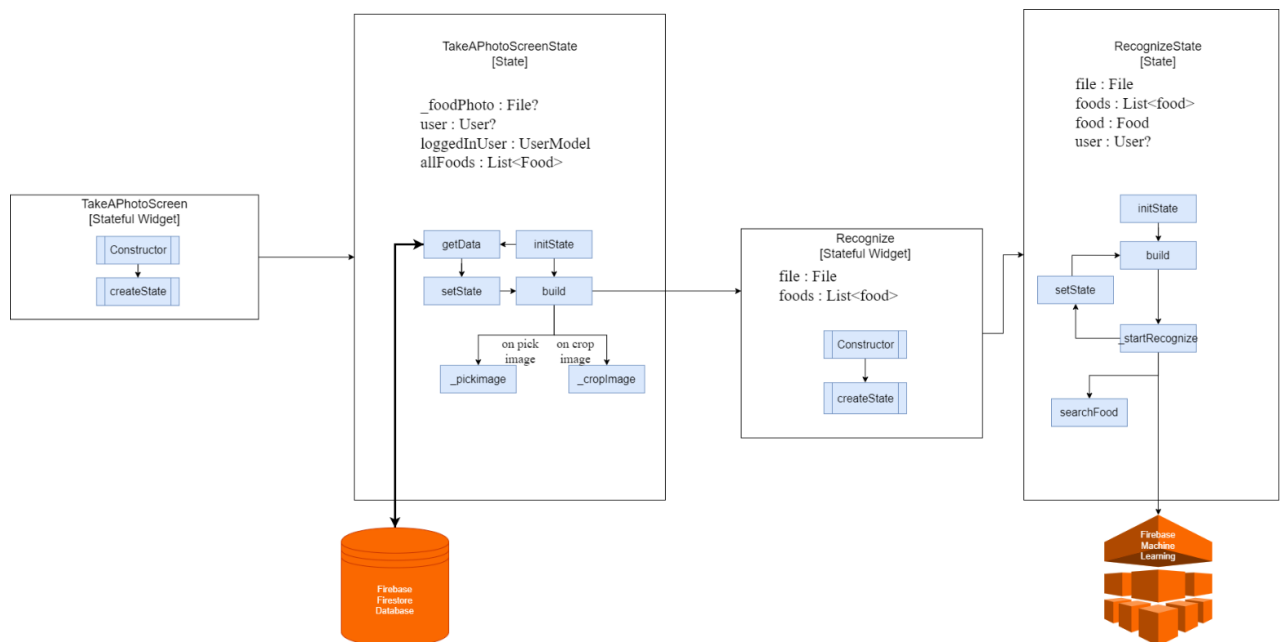 TakeAPhotoScreen
[Stateful Widget]
Constructor
createState
TakeAPhotoScreenState
[State]
_foodPhoto : File?
user : User?
loggedInUser : UserModel
allFoods : List<Food>
getData
initState
setState
build
on pick
image
on crop
image
_pickimage
_cropImage
Firebase
Firestore
Database
Recognize
[Stateful Widget]
file : File
foods : List<food>
Constructor
createState
RecognizeState
[State]
file : File
foods : List<food>
food : Food
user : User?
initState
build
setState
_startRecognize
searchFood
Firebase
Machine
Learning